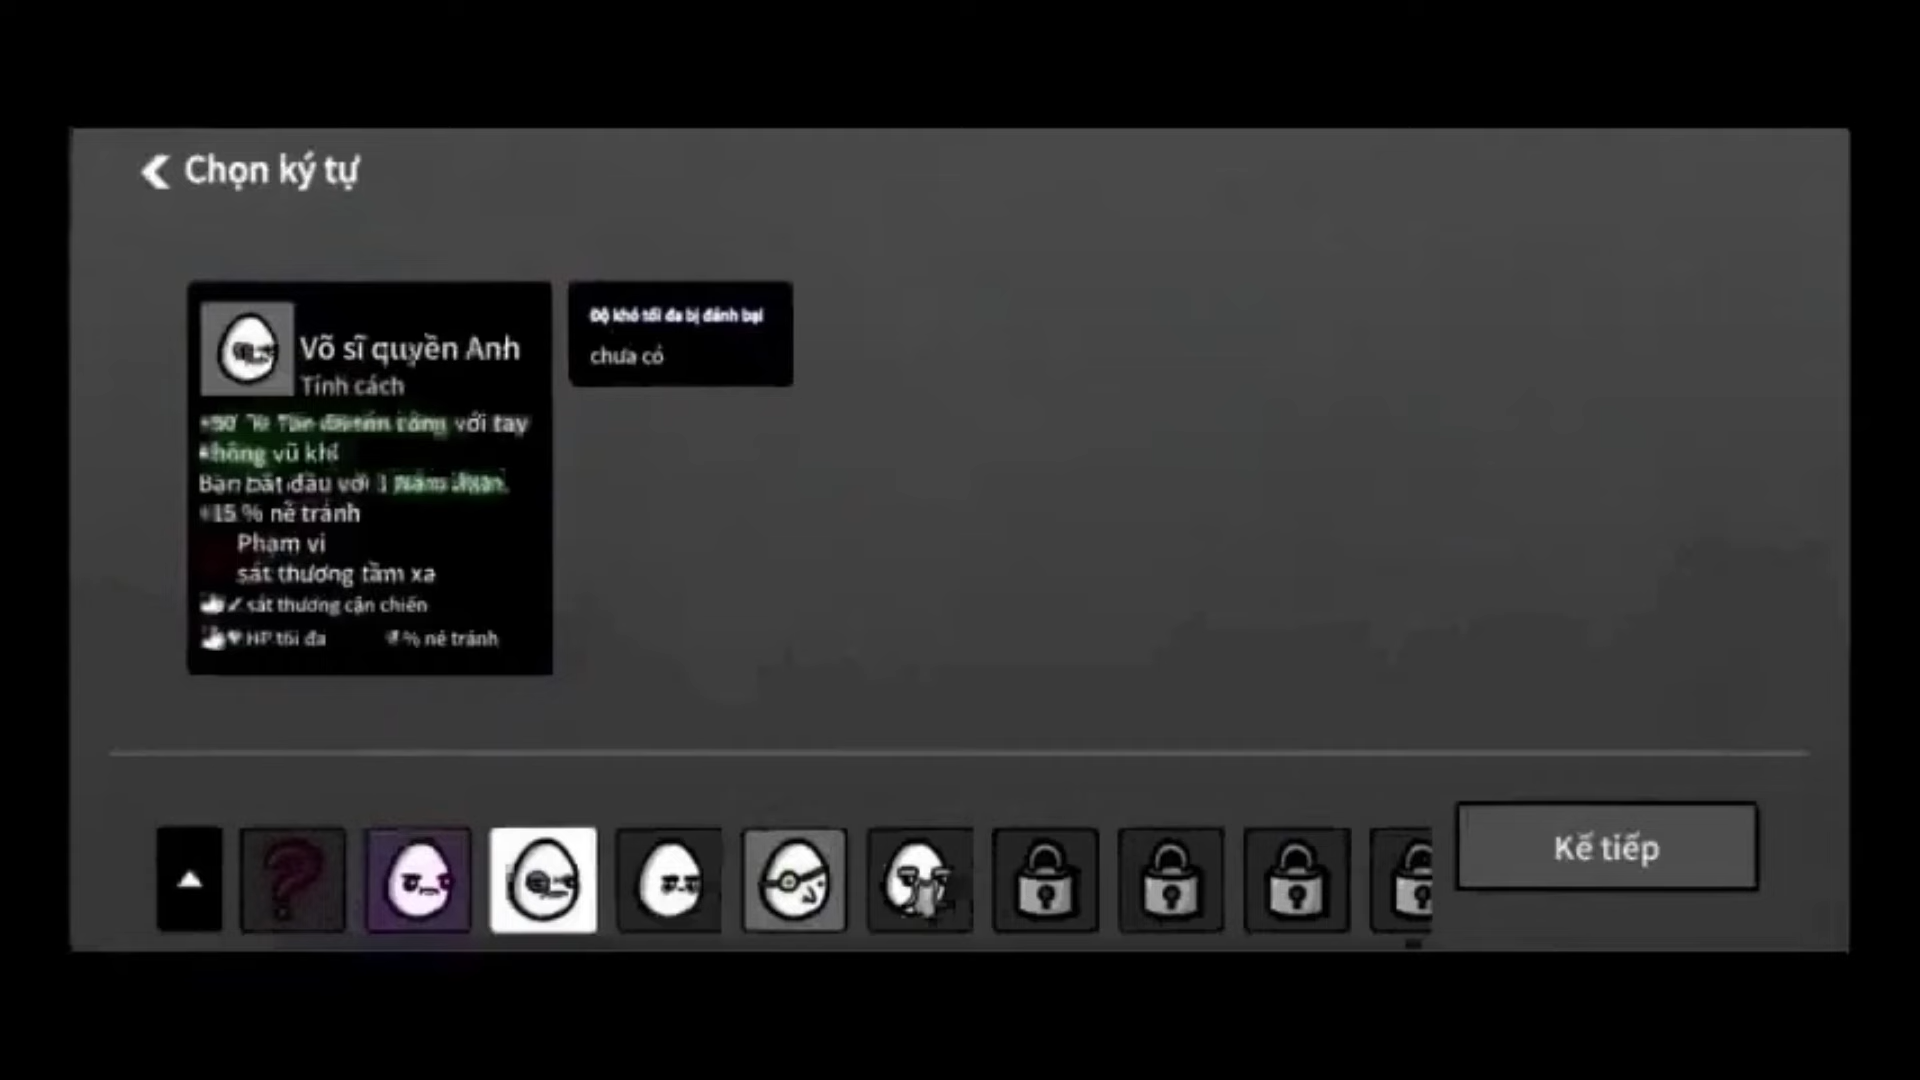 Chọn ký tự
Võ sĩ quyền Anh
Tính cách
với tay
không vũ khí
Bạn bắt đầu với 1
+15 % né tránh
Phạm vi
sát thương tầm xa
sát thương cận chiến
HP tối đa
% né tránh
Độ khó tối đa bị đánh bại
chưa có
Kế tiếp